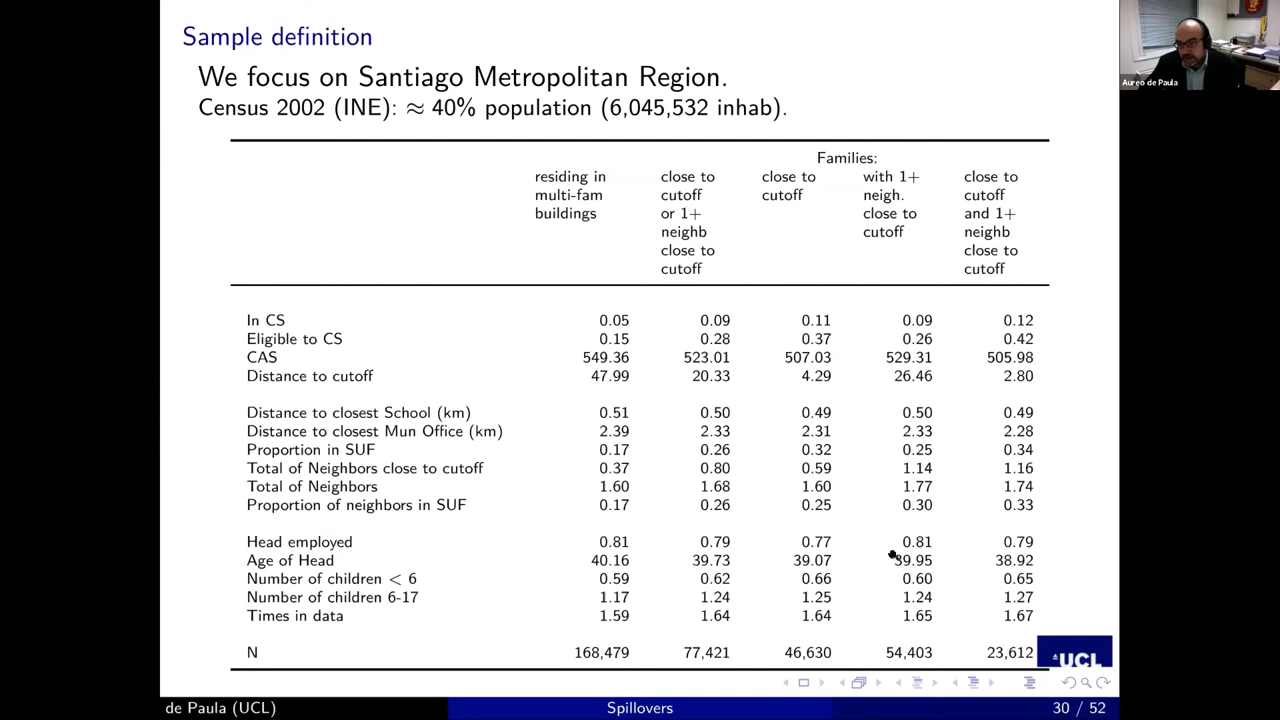 Sample definition
We focus on Santiago Metropolitan Region.
Census 2002 (INE): ≈ 40% population (6,045,532 inhab).
Aureo de Paula
Families:
residing in close to close to with 1+ close to
multi-fam cutoff cutoff neigh. cutoff
buildings or 1+ close to and 1+
neighb cutoff neighb
close to close to
cutoff cutoff
In CS 0.05 0.09 0.11 0.09 0.12
Eligible to CS 0.15 0.28 0.37 0.26 0.42
CAS 549.36 523.01 507.03 529.31 505.98
Distance to cutoff 47.99 20.33 4.29 26.46 2.80
Distance to closest School (km) 0.51 0.50 0.49 0.50 0.49
Distance to closest Mun Office (km) 2.39 2.33 2.31 2.33 2.28
Proportion in SUF 0.17 0.26 0.32 0.25 0.34
Total of Neighbors close to cutoff 0.37 0.80 0.59 1.14 1.16
Total of Neighbors 1.60 1.68 1.60 1.77 1.74
Proportion of neighbors in SUF 0.17 0.26 0.25 0.30 0.33
Head employed 0.81 0.79 0.77 0.81 0.79
Age of Head 40.16 39.73 39.07 39.95 38.92
Number of children < 6 0.59 0.62 0.66 0.60 0.65
Number of children 6-17 1.17 1.24 1.25 1.24 1.27
Times in data 1.59 1.64 1.64 1.65 1.67
N 168,479 77,421 46,630 54,403 23,612
UCL
de Paula (UCL) Spillovers 30 / 52